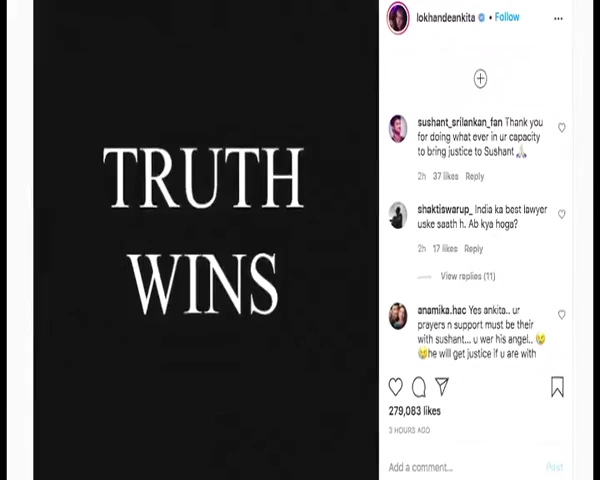 TRUTH
WINS
lokhandeankita • Follow
sushant_srilankan_fan Thank you
for doing what ever in ur capacity
to bring justice to Sushant 🙏🏻
2h 37 likes Reply
shaktiswarup_ India ka best lawyer
uske saath h. Ab kya hoga?
2h 17 likes Reply
View replies (11)
anamika.hac Yes ankita.. ur
prayers n support must be their
with sushant... u wer his angel.. 😢
😢he will get justice if u are with
279,083 likes
3 HOURS AGO
Add a comment... Post